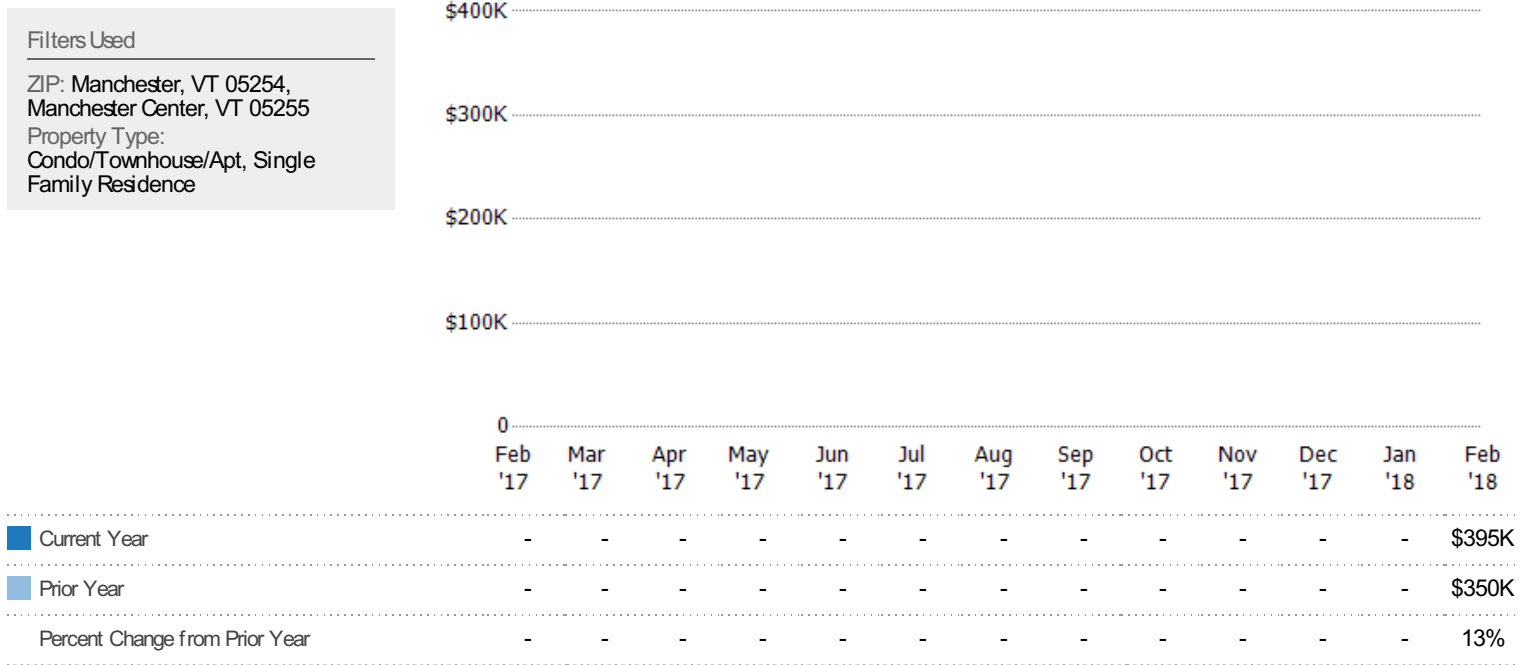 Filters Used
ZIP: Manchester, VT 05254,
Manchester Center, VT 05255
Property Type:
Condo/Townhouse/Apt, Single
Family Residence
$400K
$300K
$200K
$100K
0
Feb Mar Apr May Jun Jul Aug Sep Oct Nov Dec Jan Feb
'17 '17 '17 '17 '17 '17 '17 '17 '17 '17 '17 '18 '18
Current Year - - - - - - - - - - - - $395K
Prior Year - - - - - - - - - - - - $350K
Percent Change from Prior Year - - - - - - - - - - - - 13%